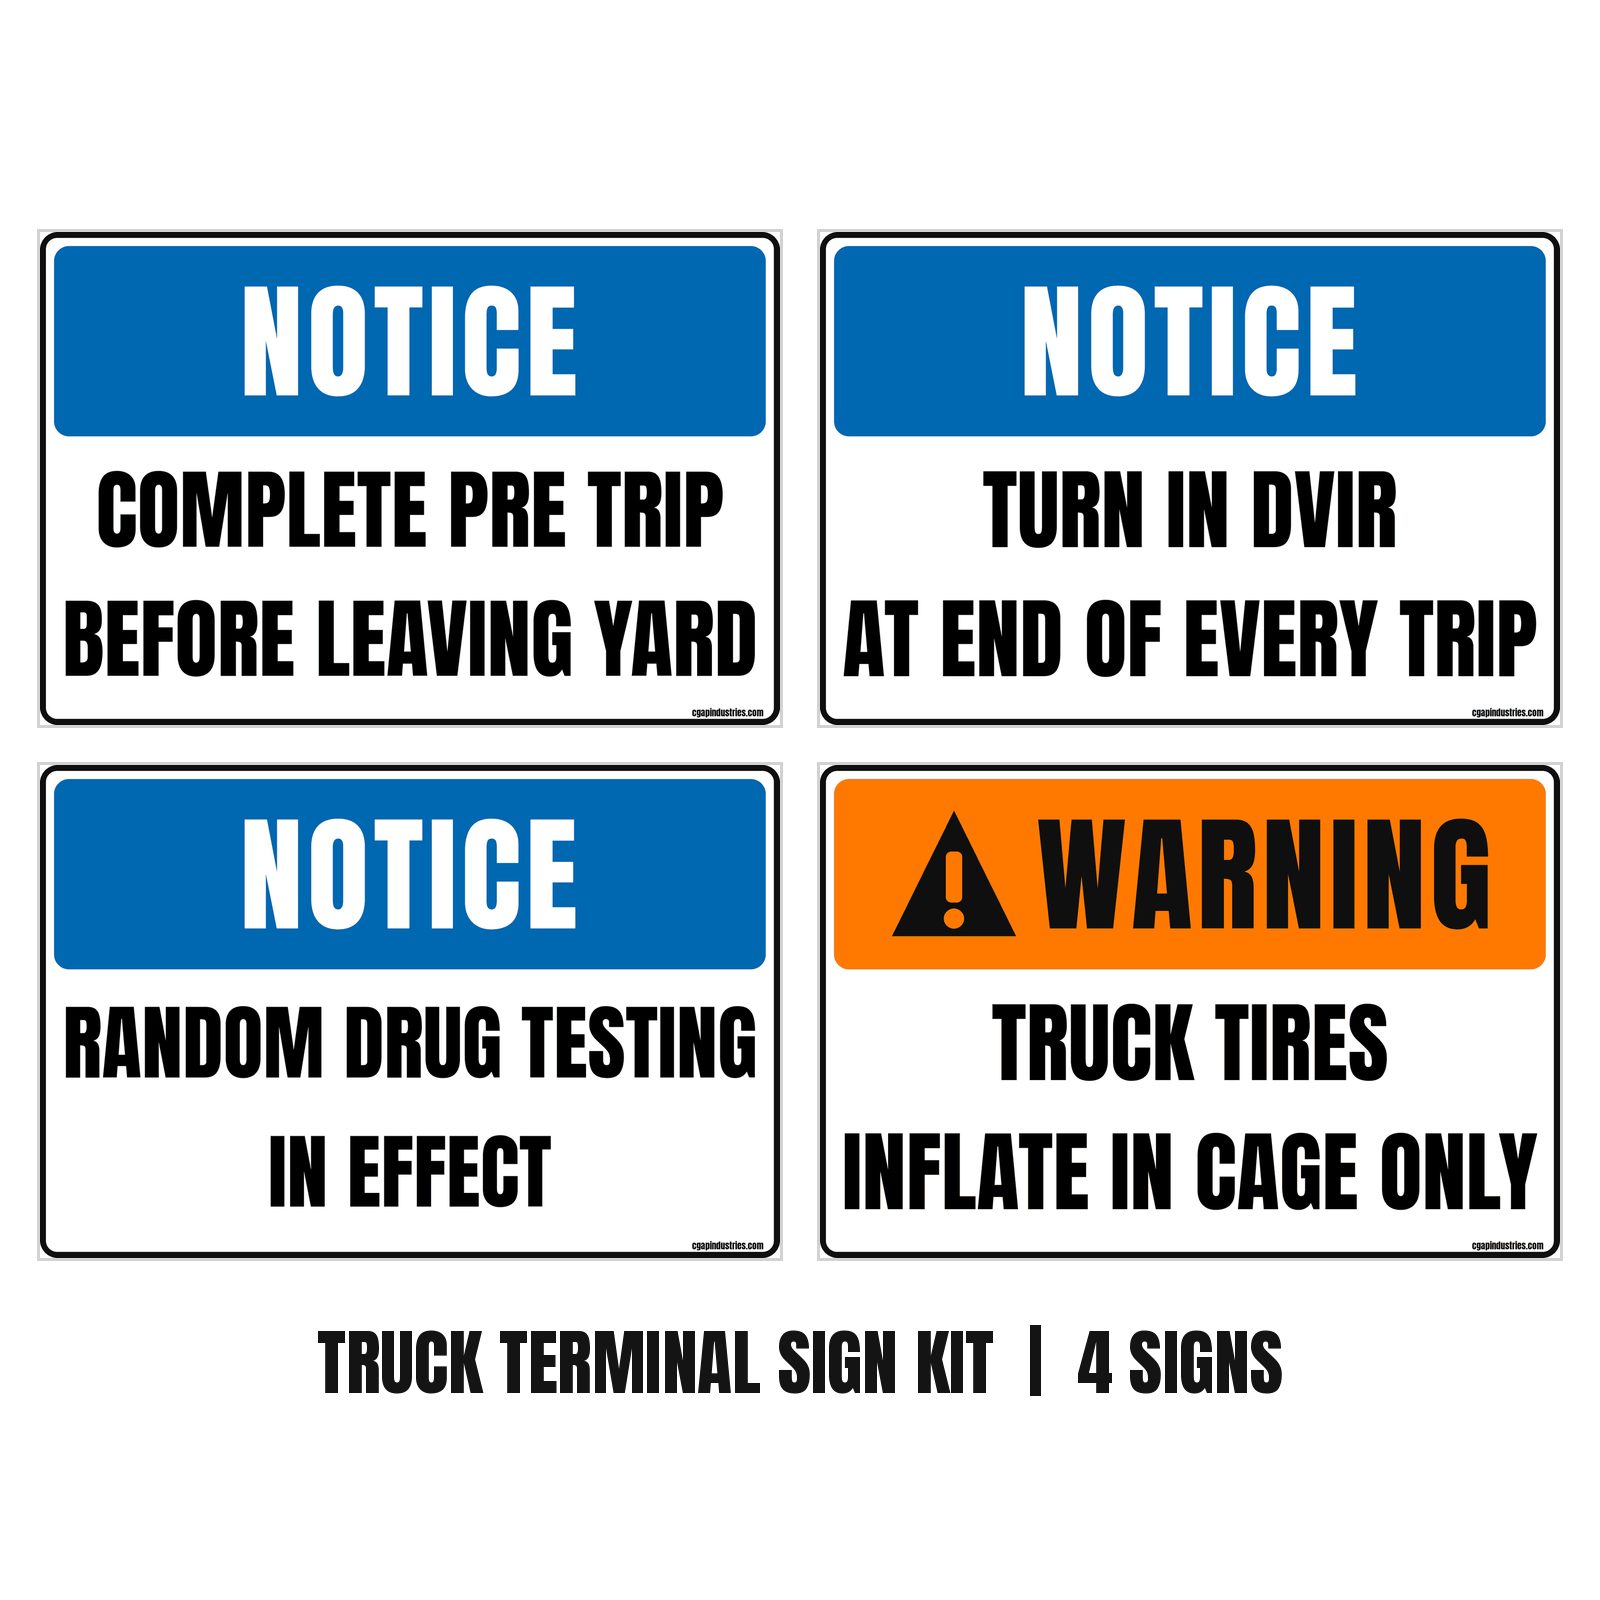 NOTICE
COMPLETE PRE TRIP
BEFORE LEAVING YARD
cgapindustries.com
NOTICE
TURN IN DVIR
AT END OF EVERY TRIP
cgapindustries.com
NOTICE
RANDOM DRUG TESTING
IN EFFECT
cgapindustries.com
WARNING
TRUCK TIRES
INFLATE IN CAGE ONLY
cgapindustries.com
TRUCK TERMINAL SIGN KIT | 4 SIGNS